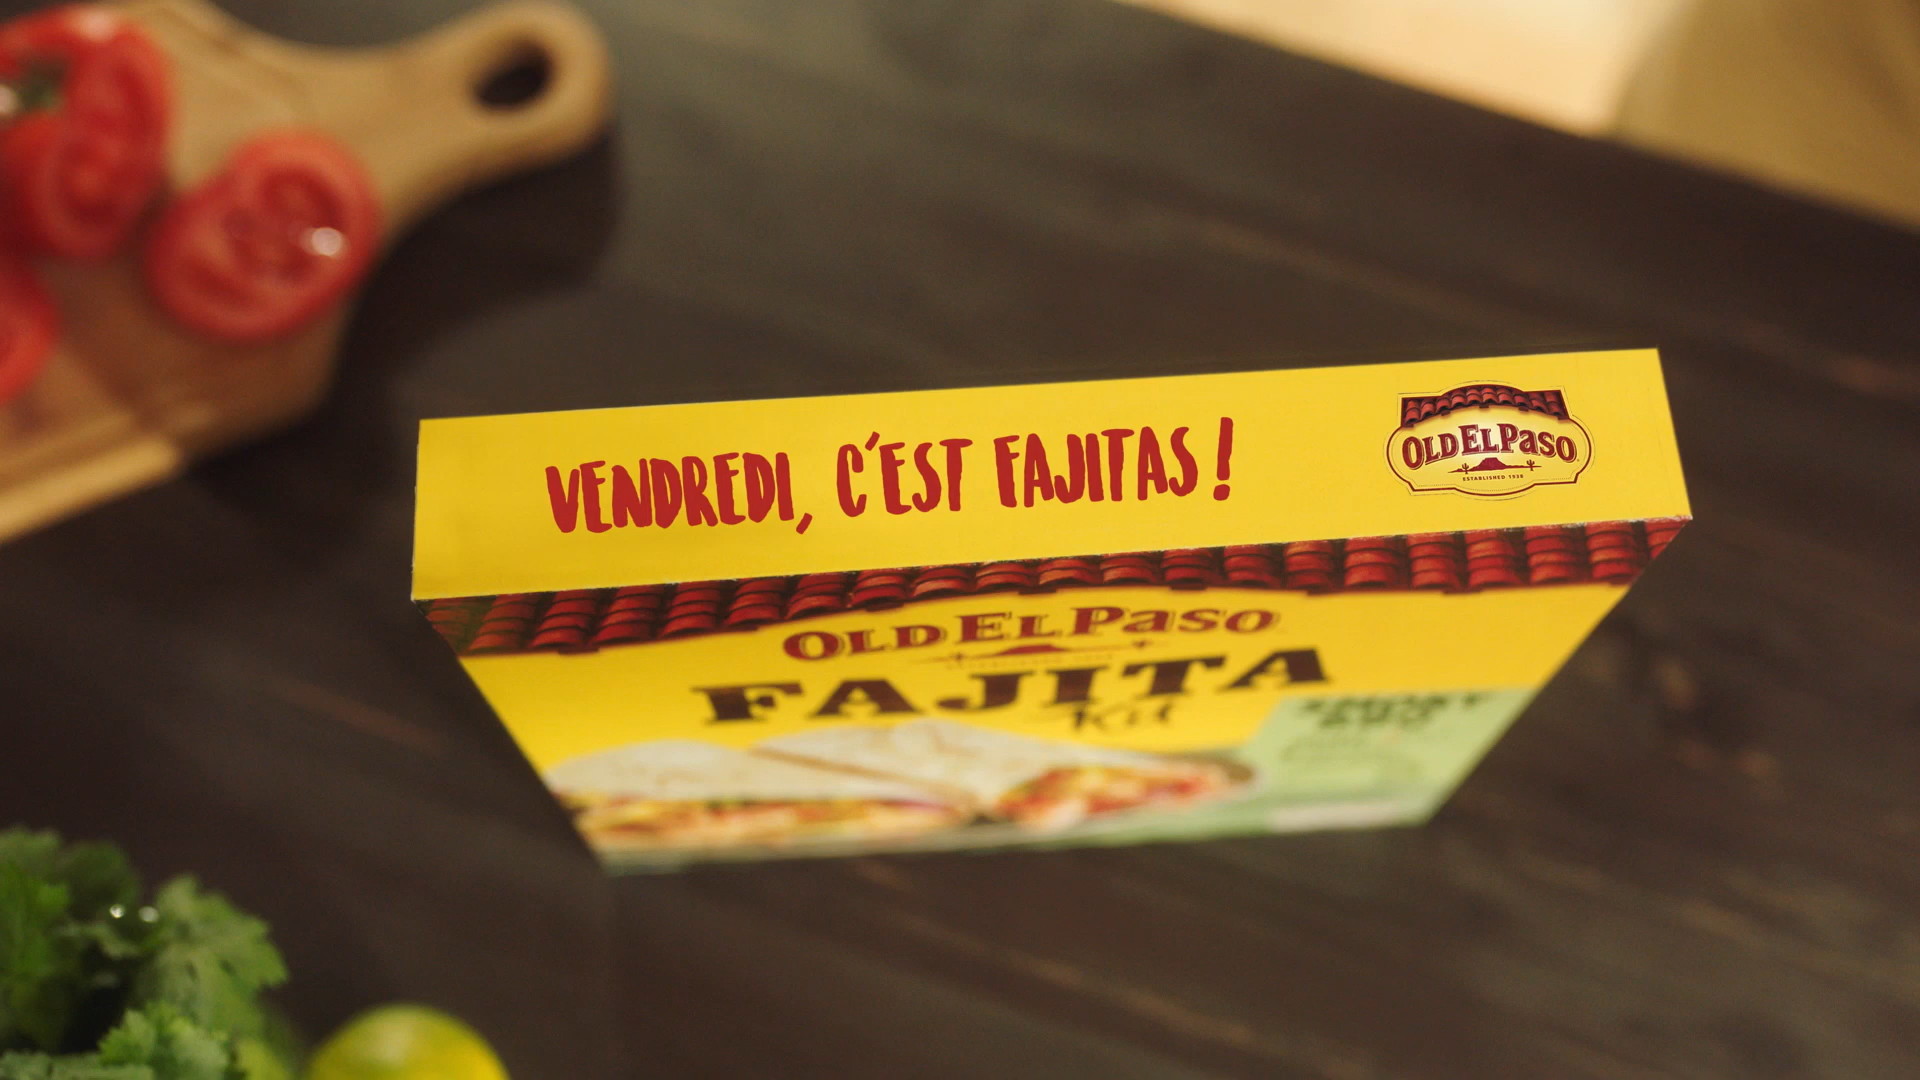 VENDREDI, C'EST FAJITAS!
OLD EL PASO
ESTABLISHED 1938
OLD EL PASO
FAJITA
Kit